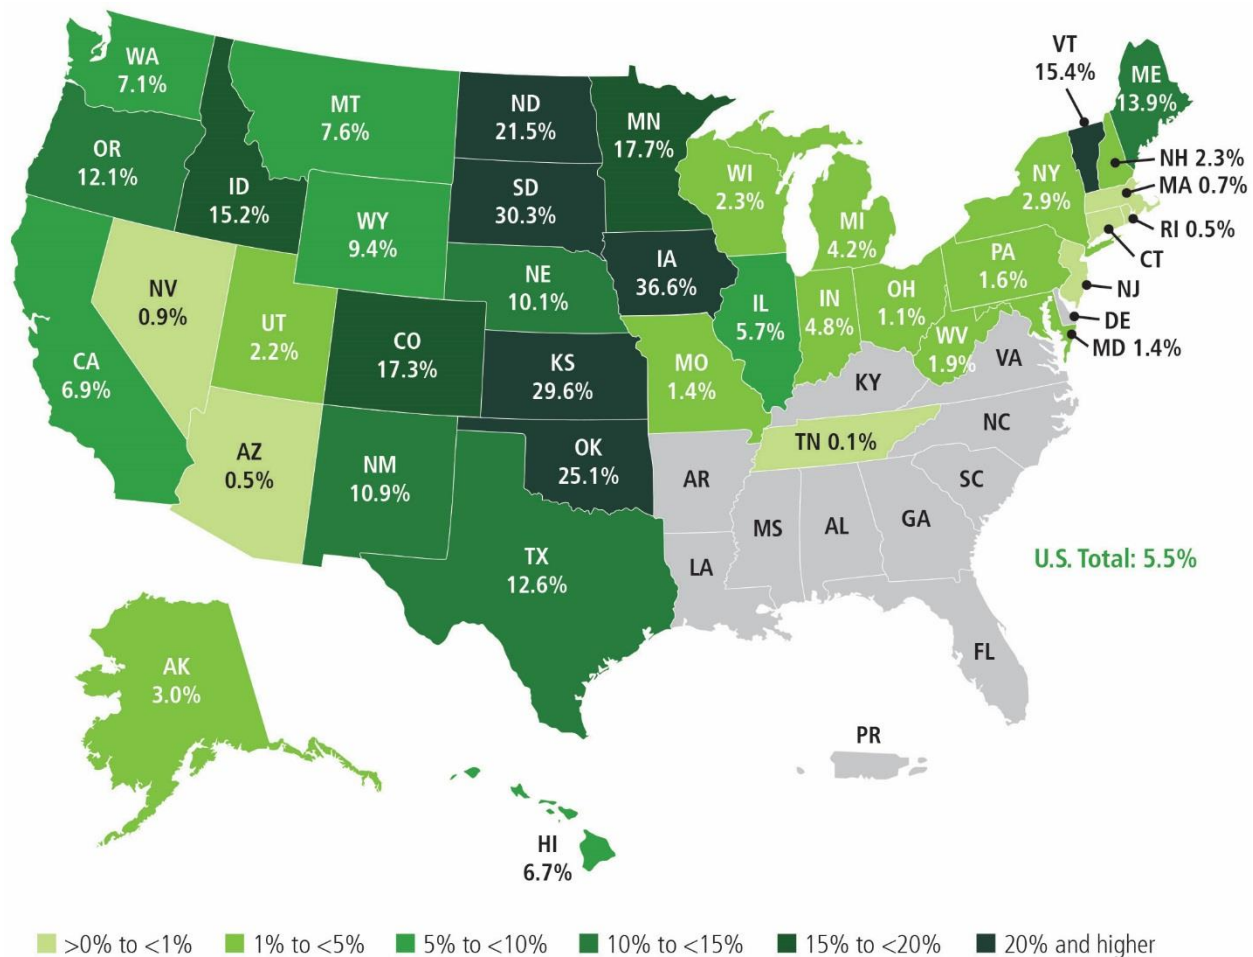 WA
7.1%
MT
7.6%
ND
21.5%
MN
17.7%
VT
15.4%
ME
13.9%
OR
12.1%
ID
15.2%
WY
9.4%
SD
30.3%
WI
2.3%
MI
4.2%
NY
2.9%
NH 2.3%
MA 0.7%
RI 0.5%
CT
NJ
DE
MD 1.4%
NV
0.9%
UT
2.2%
CO
17.3%
NE
10.1%
IA
36.6%
IL
5.7%
IN
4.8%
OH
1.1%
PA
1.6%
WV
1.9%
VA
CA
6.9%
KS
29.6%
MO
1.4%
KY
AZ
0.5%
NM
10.9%
OK
25.1%
AR
TN 0.1%
NC
SC
TX
12.6%
LA
MS
AL
GA
FL
U.S. Total: 5.5%
AK
3.0%
HI
6.7%
PR
>0% to <1%
1% to <5%
5% to <10%
10% to <15%
15% to <20%
20% and higher